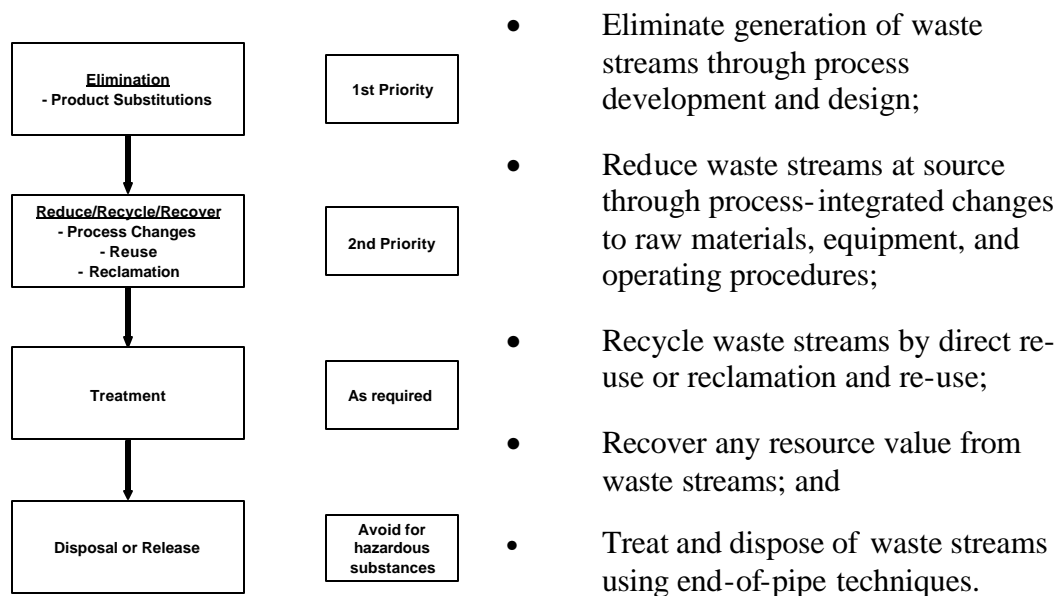 Elimination
- Product Substitutions
1st Priority
Reduce/Recycle/Recover
- Process Changes
- Reuse
- Reclamation
2nd Priority
Treatment
As required
Disposal or Release
Avoid for
hazardous
substances
• Eliminate generation of waste
streams through process
development and design;
• Reduce waste streams at source
through process-integrated changes
to raw materials, equipment, and
operating procedures;
• Recycle waste streams by direct re-
use or reclamation and re-use;
• Recover any resource value from
waste streams; and
• Treat and dispose of waste streams
using end-of-pipe techniques.